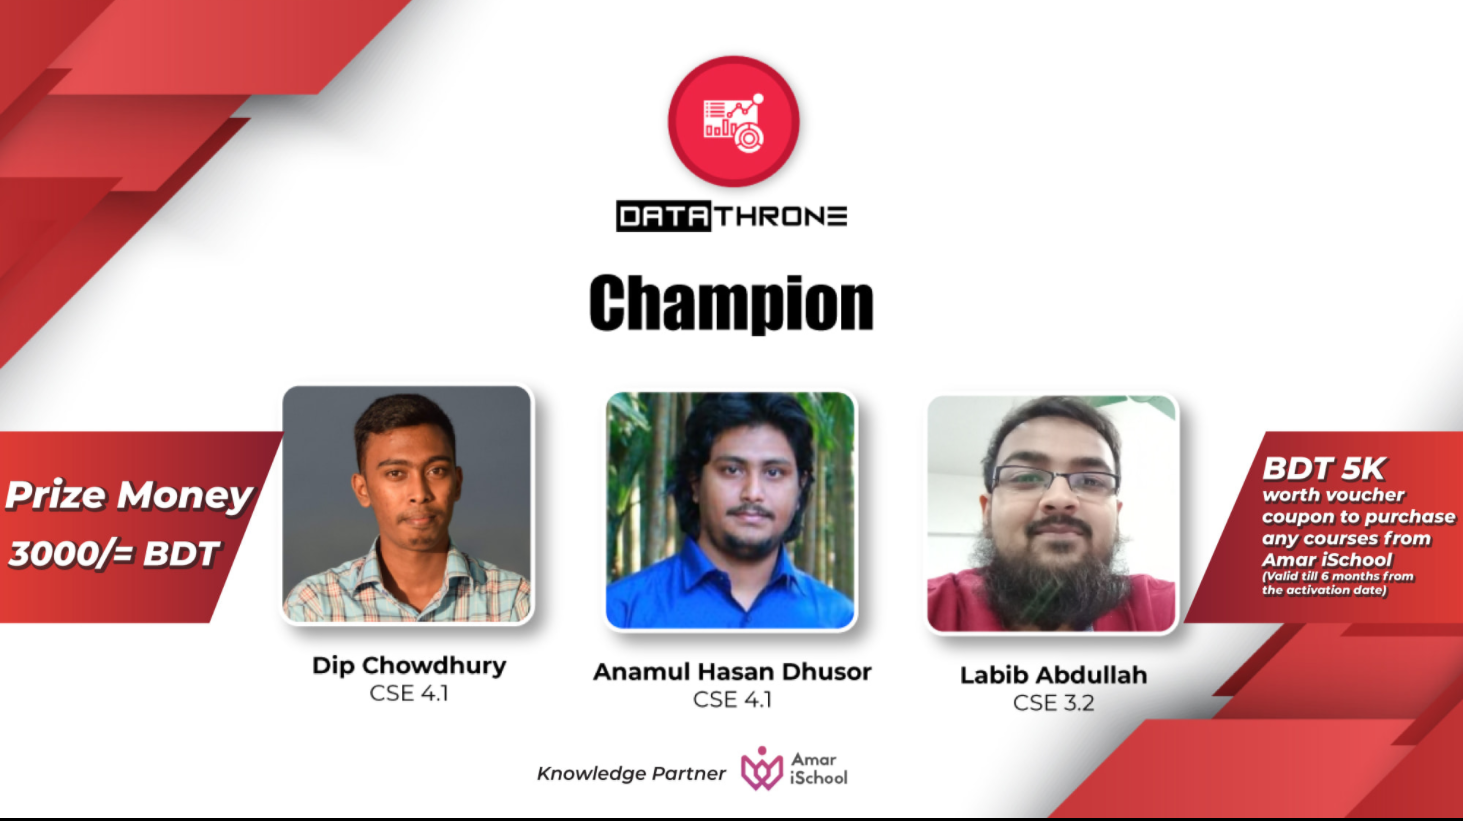 DATATHRONE
Champion
Prize Money
3000/= BDT
BDT 5K
worth voucher
coupon to purchase
any courses from
Amar iSchool
(Valid till 6 months from
the activation date)
Dip Chowdhury
CSE 4.1
Anamul Hasan Dhusor
CSE 4.1
Labib Abdullah
CSE 3.2
Knowledge Partner
Amar
iSchool